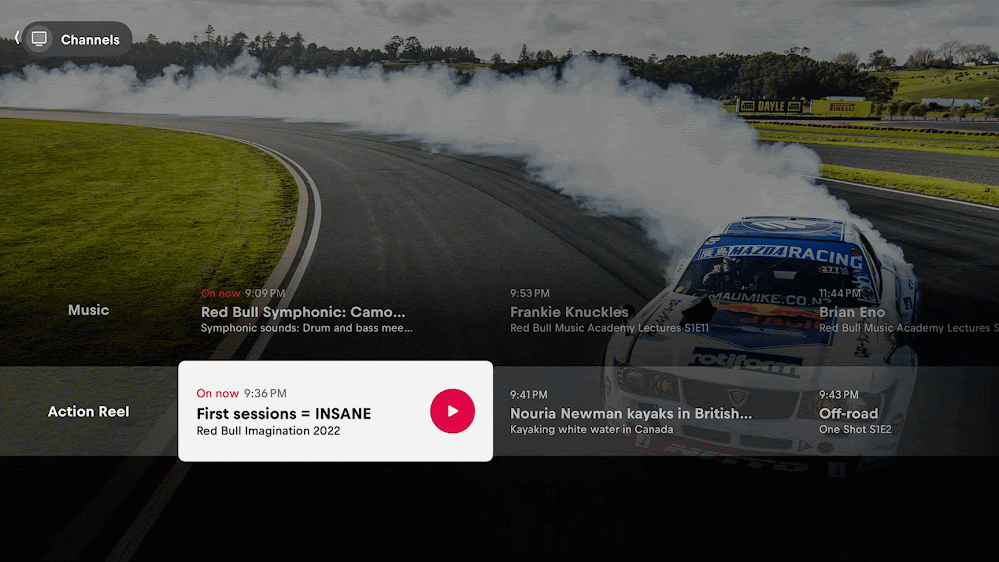 Channels
DAYLE
PIRELLI
MAZDA RACING
277
MADMIKE.CO.NZ
Music
On now 9:09 PM
Red Bull Symphonic: Camo...
Symphonic sounds: Drum and bass mee...
9:53 PM
Frankie Knuckles
Red Bull Music Academy Lectures S1E11
11:44 PM
Brian Eno
Red Bull Music Academy Lectures S
rotiform
Action Reel
On now 9:36 PM
First sessions = INSANE
Red Bull Imagination 2022
9:41 PM
Nouria Newman kayaks in British...
Kayaking white water in Canada
9:43 PM
Off-road
One Shot S1E2
NITTO